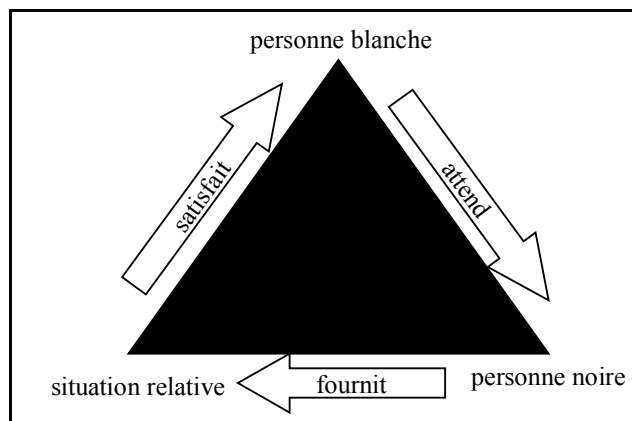 personne blanche
satisfait
attend
situation relative
fournit
personne noire